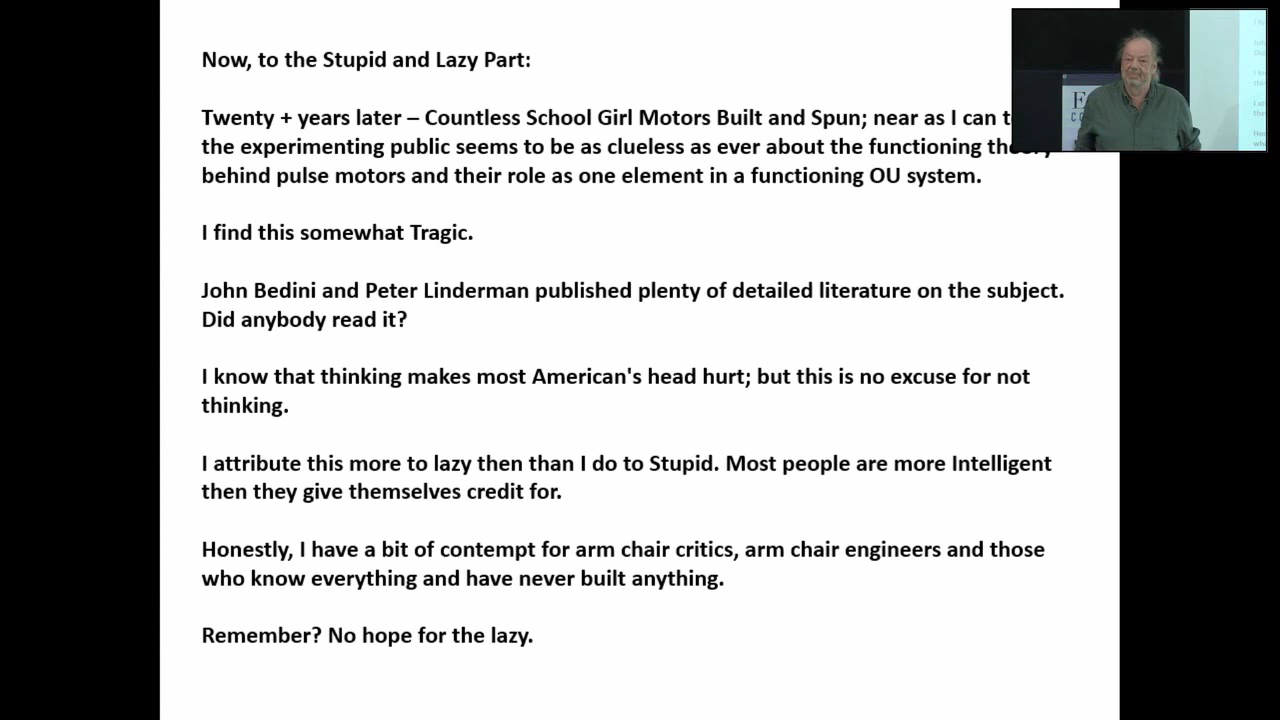 Now, to the Stupid and Lazy Part:
Twenty + years later – Countless School Girl Motors Built and Spun; near as I can
the experimenting public seems to be as clueless as ever about the functioning theory
behind pulse motors and their role as one element in a functioning OU system.
I find this somewhat Tragic.
John Bedini and Peter Linderman published plenty of detailed literature on the subject.
Did anybody read it?
I know that thinking makes most American's head hurt; but this is no excuse for not
thinking.
I attribute this more to lazy then than I do to Stupid. Most people are more Intelligent
then they give themselves credit for.
Honestly, I have a bit of contempt for arm chair critics, arm chair engineers and those
who know everything and have never built anything.
Remember? No hope for the lazy.